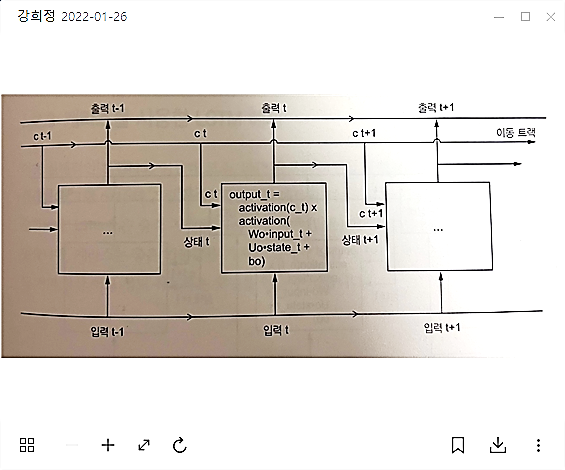 강희정 2022-01-26
출력 t-1 출력 t 출력 t+1
c t-1 c t c t+1 이동 트랙
c t
output_t =
activation(c_t) x
activation(
Wo•input_t +
Uo•state_t +
bo)
c t+1
... ...
상태 t 상태 t+1
입력 t-1 입력 t 입력 t+1